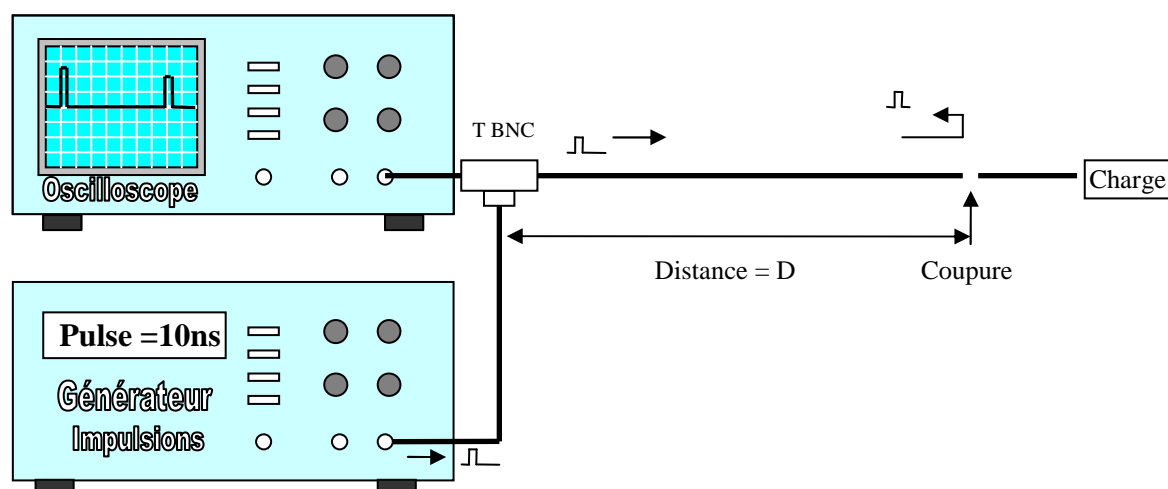 Oscilloscope
T BNC
Charge
Distance = D
Coupure
Pulse =10ns
Générateur
Impulsions